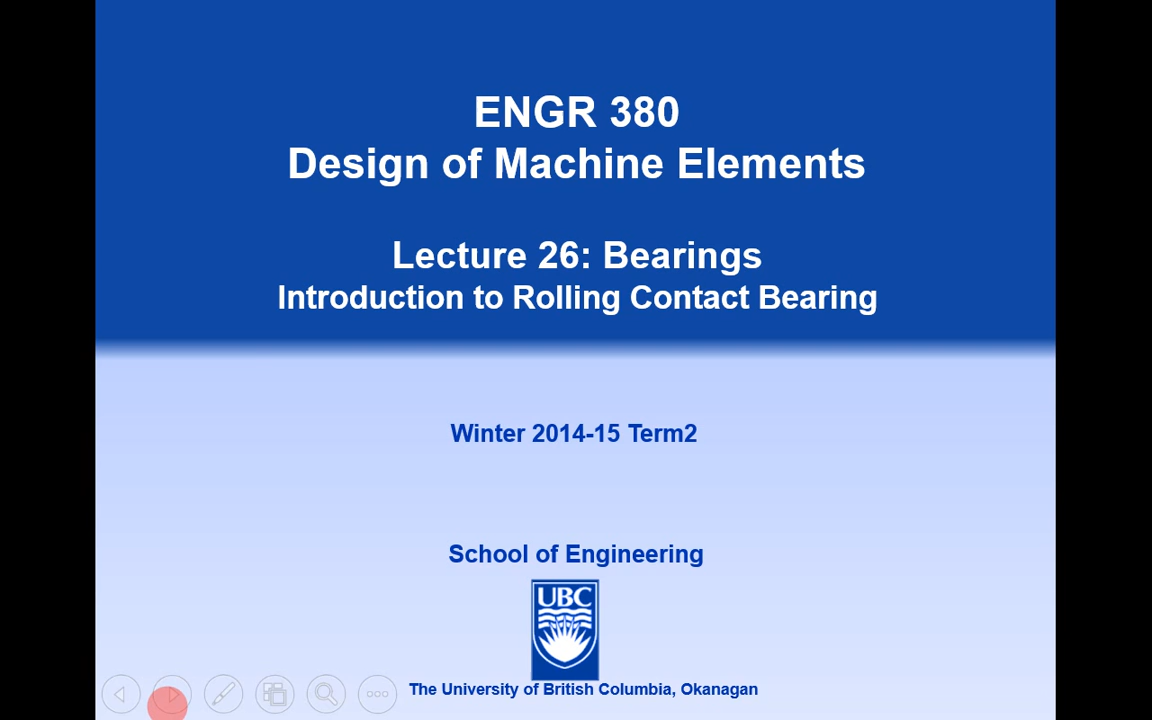 ENGR 380
Design of Machine Elements
Lecture 26: Bearings
Introduction to Rolling Contact Bearing
Winter 2014-15 Term2
School of Engineering
UBC
The University of British Columbia, Okanagan